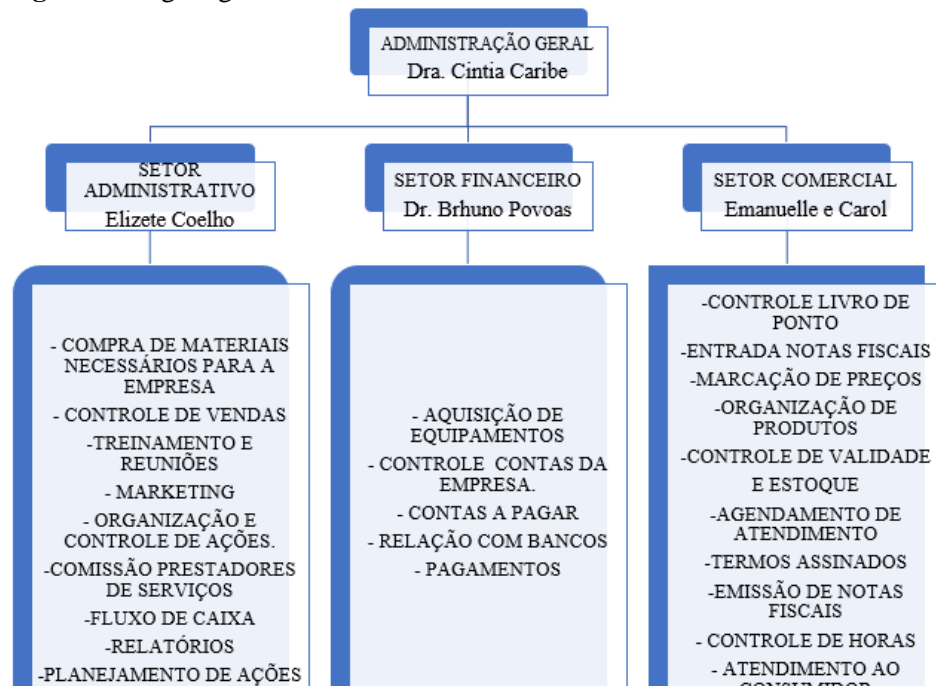 ADMINISTRAÇÃO GERAL
Dra. Cintia Caribe
SETOR
ADMINISTRATIVO
Elizete Coelho
SETOR FINANCEIRO
Dr. Brhuno Povoas
SETOR COMERCIAL
Emanuelle e Carol
- COMPRA DE MATERIAIS
NECESSÁRIOS PARA A
EMPRESA
- CONTROLE DE VENDAS
-TREINAMENTO E
REUNIÕES
- MARKETING
- ORGANIZAÇÃO E
CONTROLE DE AÇÕES.
-COMISSÃO PRESTADORES
DE SERVIÇOS
-FLUXO DE CAIXA
-RELATÓRIOS
-PLANEJAMENTO DE AÇÕES
- AQUISIÇÃO DE
EQUIPAMENTOS
- CONTROLE CONTAS DA
EMPRESA.
- CONTAS A PAGAR
- RELAÇÃO COM BANCOS
- PAGAMENTOS
-CONTROLE LIVRO DE
PONTO
-ENTRADA NOTAS FISCAIS
-MARCAÇÃO DE PREÇOS
-ORGANIZAÇÃO DE
PRODUTOS
-CONTROLE DE VALIDADE
E ESTOQUE
-AGENDAMENTO DE
ATENDIMENTO
-TERMOS ASSINADOS
-EMISSÃO DE NOTAS
FISCAIS
- CONTROLE DE HORAS
- ATENDIMENTO AO
CONSUMIDOR